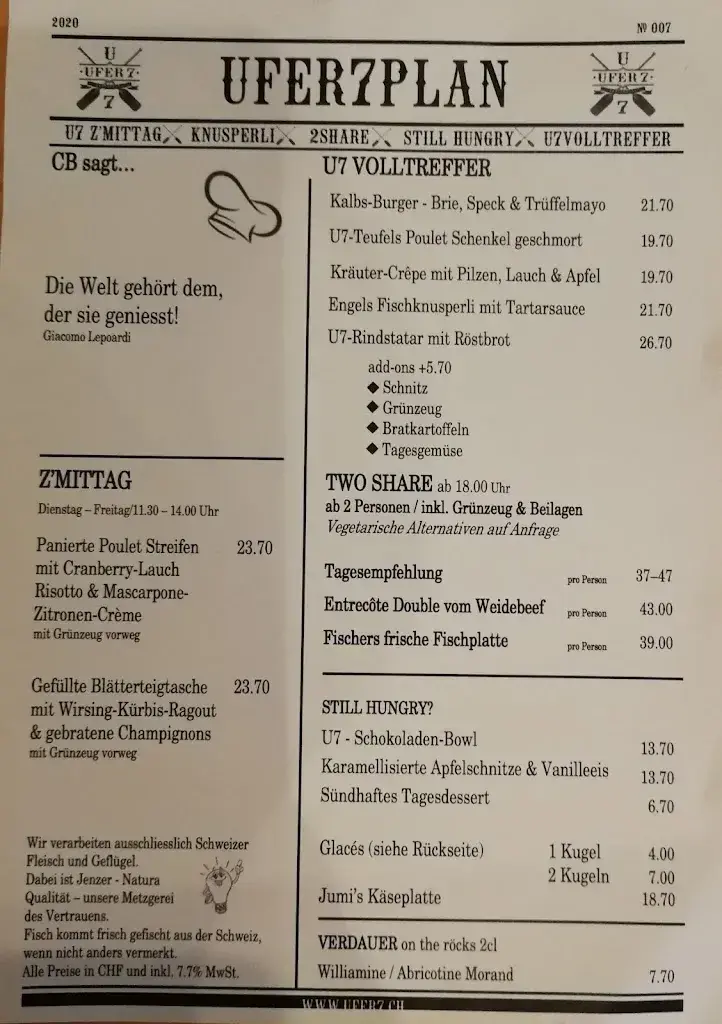 2020
№ 007
U
UFER7
7
UFER7PLAN
U
UFER7
7
U7 Z'MITTAG KNUSPERLI 2SHARE STILL HUNGRY U7VOLLTREFFER
CB sagt...
Die Welt gehört dem,
der sie geniesst!
Giacomo Lepoardi
Z'MITTAG
Dienstag – Freitag/11.30 – 14.00 Uhr
Panierte Poulet Streifen 23.70
mit Cranberry-Lauch
Risotto & Mascarpone-
Zitronen-Crème
mit Grünzeug vorweg
Gefüllte Blätterteigtasche 23.70
mit Wirsing-Kürbis-Ragout
& gebratene Champignons
mit Grünzeug vorweg
Wir verarbeiten ausschliesslich Schweizer
Fleisch und Geflügel.
Dabei ist Jenzer - Natura
Qualität – unsere Metzgerei
des Vertrauens.
Fisch kommt frisch gefischt aus der Schweiz,
wenn nicht anders vermerkt.
Alle Preise in CHF und inkl. 7.7% MwSt.
U7 VOLLTREFFER
Kalbs-Burger - Brie, Speck & Trüffelmayo 21.70
U7-Teufels Poulet Schenkel geschmort 19.70
Kräuter-Crêpe mit Pilzen, Lauch & Apfel 19.70
Engels Fischknusperli mit Tartarsauce 21.70
U7-Rindstatar mit Röstbrot 26.70
add-ons +5.70
◆ Schnitz
◆ Grünzeug
◆ Bratkartoffeln
◆ Tagesgemüse
TWO SHARE ab 18.00 Uhr
ab 2 Personen / inkl. Grünzeug & Beilagen
Vegetarische Alternativen auf Anfrage
Tagesempfehlung pro Person 37–47
Entrecôte Double vom Weidebeef pro Person 43.00
Fischers frische Fischplatte pro Person 39.00
STILL HUNGRY?
U7 - Schokoladen-Bowl 13.70
Karamellisierte Apfelschnitze & Vanilleeis 13.70
Sündhaftes Tagesdessert 6.70
Glacés (siehe Rückseite) 1 Kugel 4.00
2 Kugeln 7.00
Jumi's Käseplatte 18.70
VERDAUER on the röcks 2cl
Williamine / Abricotine Morand 7.70
WWW.UFER7.CH